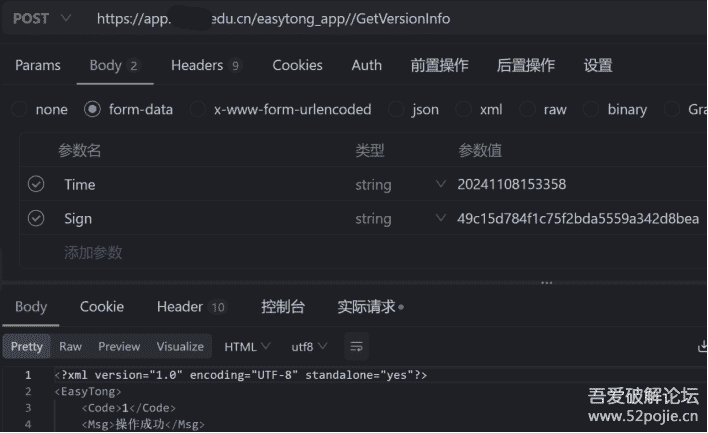 POST https://app. edu.cn/easytong_app//GetVersionInfo
Params Body 2 Headers 9 Cookies Auth 前置操作 后置操作 设置
none form-data x-www-form-urlencoded json xml raw binary Gra
参数名 类型 参数值
Time string 20241108153358
Sign string 49c15d784f1c75f2bda5559a342d8bea
添加参数
Body Cookie Header 10 控制台 实际请求
Pretty Raw Preview Visualize HTML utf8
1 <?xml version="1.0" encoding="UTF-8" standalone="yes"?>
2 <EasyTong>
3 <Code>1</Code>
4 <Msg>操作成功</Msg>
吾爱破解论坛
www.52pojie.cn